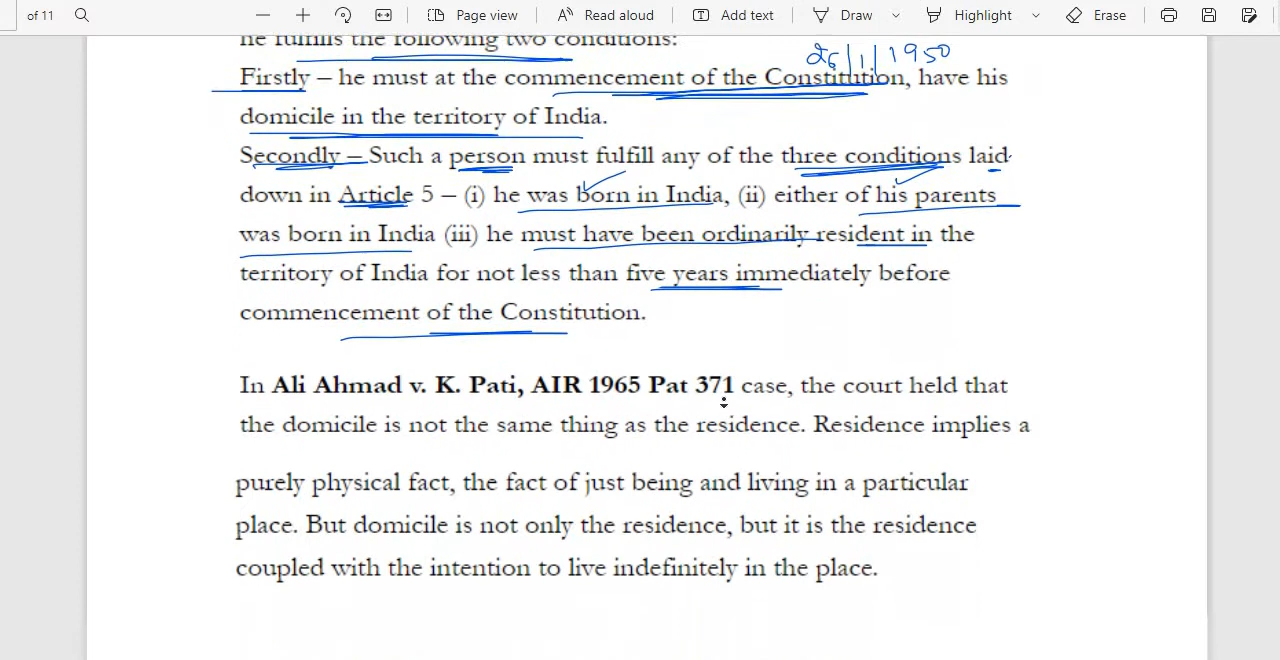 of 11
Page view
Read aloud
Add text
Draw
Highlight
Erase
he fulfills the following two conditions:
26/1/1950
Firstly – he must at the commencement of the Constitution, have his
domicile in the territory of India.
Secondly – Such a person must fulfill any of the three conditions laid
down in Article 5 – (i) he was born in India, (ii) either of his parents
was born in India (iii) he must have been ordinarily resident in the
territory of India for not less than five years immediately before
commencement of the Constitution.
In Ali Ahmad v. K. Pati, AIR 1965 Pat 371 case, the court held that
the domicile is not the same thing as the residence. Residence implies a
purely physical fact, the fact of just being and living in a particular
place. But domicile is not only the residence, but it is the residence
coupled with the intention to live indefinitely in the place.